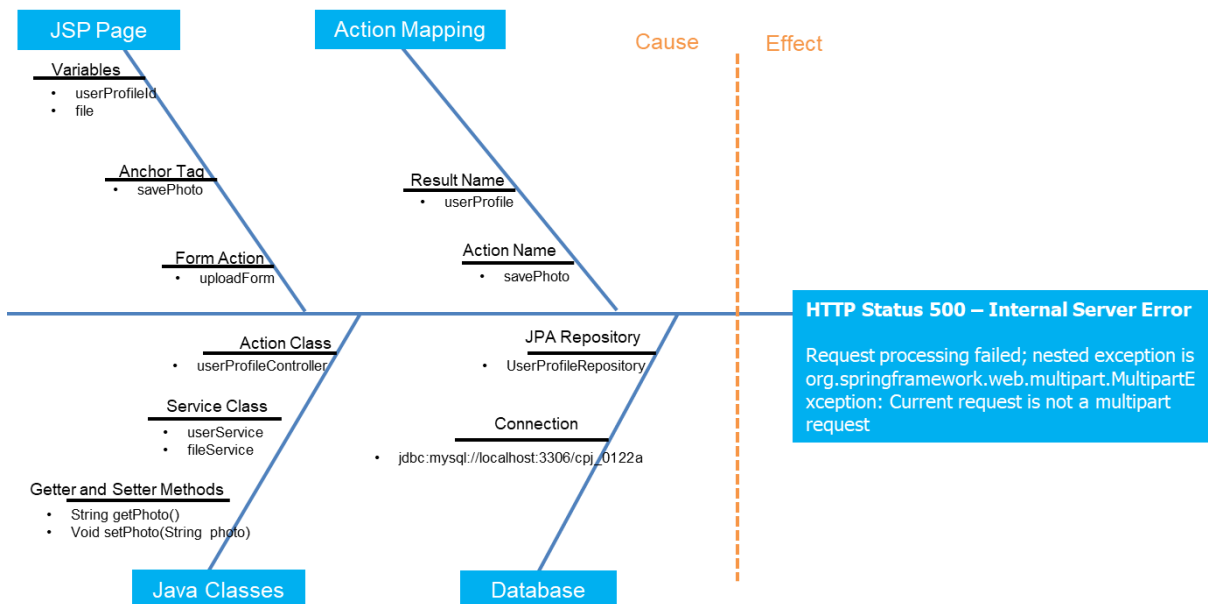 JSP Page
Action Mapping
Cause
Effect
Variables
• userProfileId
• file
Anchor Tag
• savePhoto
Form Action
• uploadForm
Result Name
• userProfile
Action Name
• savePhoto
HTTP Status 500 – Internal Server Error
Request processing failed; nested exception is
org.springframework.web.multipart.MultipartE
xception: Current request is not a multipart
request
Action Class
• userProfileController
Service Class
• userService
• fileService
Getter and Setter Methods
• String getPhoto()
• Void setPhoto(String photo)
JPA Repository
• UserProfileRepository
Connection
• jdbc:mysql://localhost:3306/cpj_0122a
Java Classes
Database